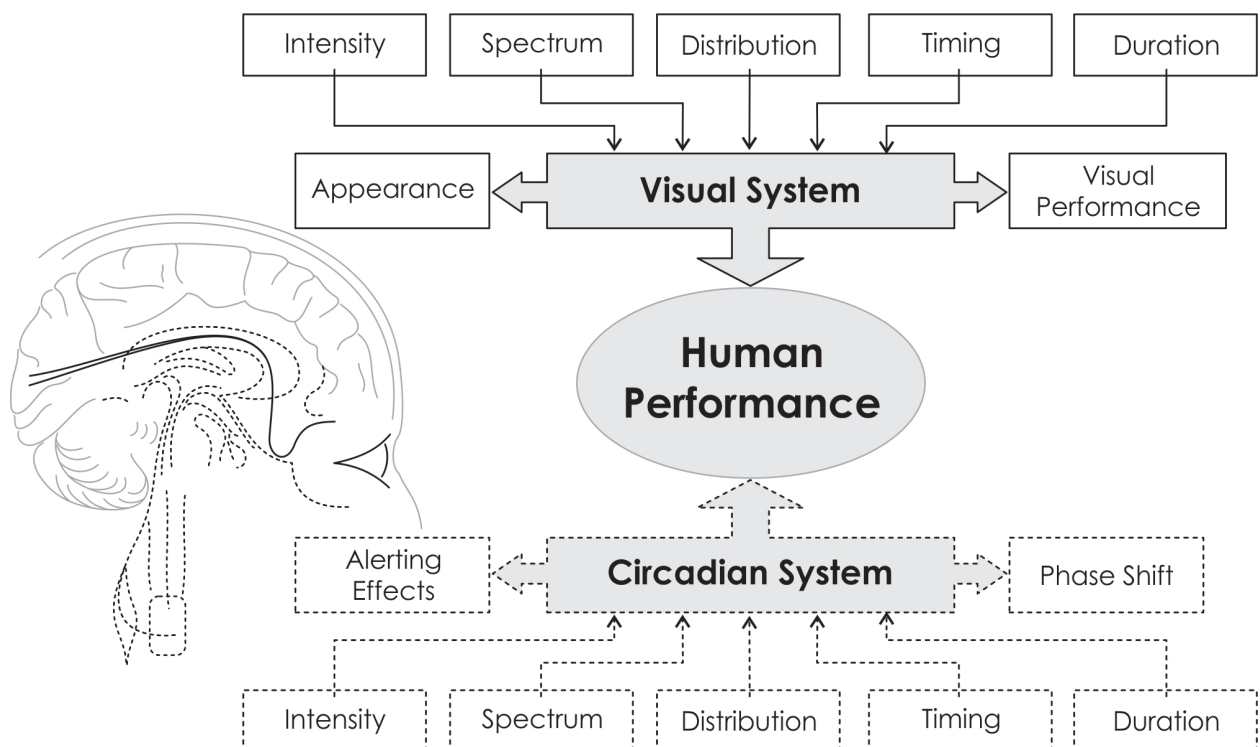 Intensity
Spectrum
Distribution
Timing
Duration
Appearance
Visual System
Visual
Performance
Human
Performance
Alerting
Effects
Circadian System
Phase Shift
Intensity
Spectrum
Distribution
Timing
Duration